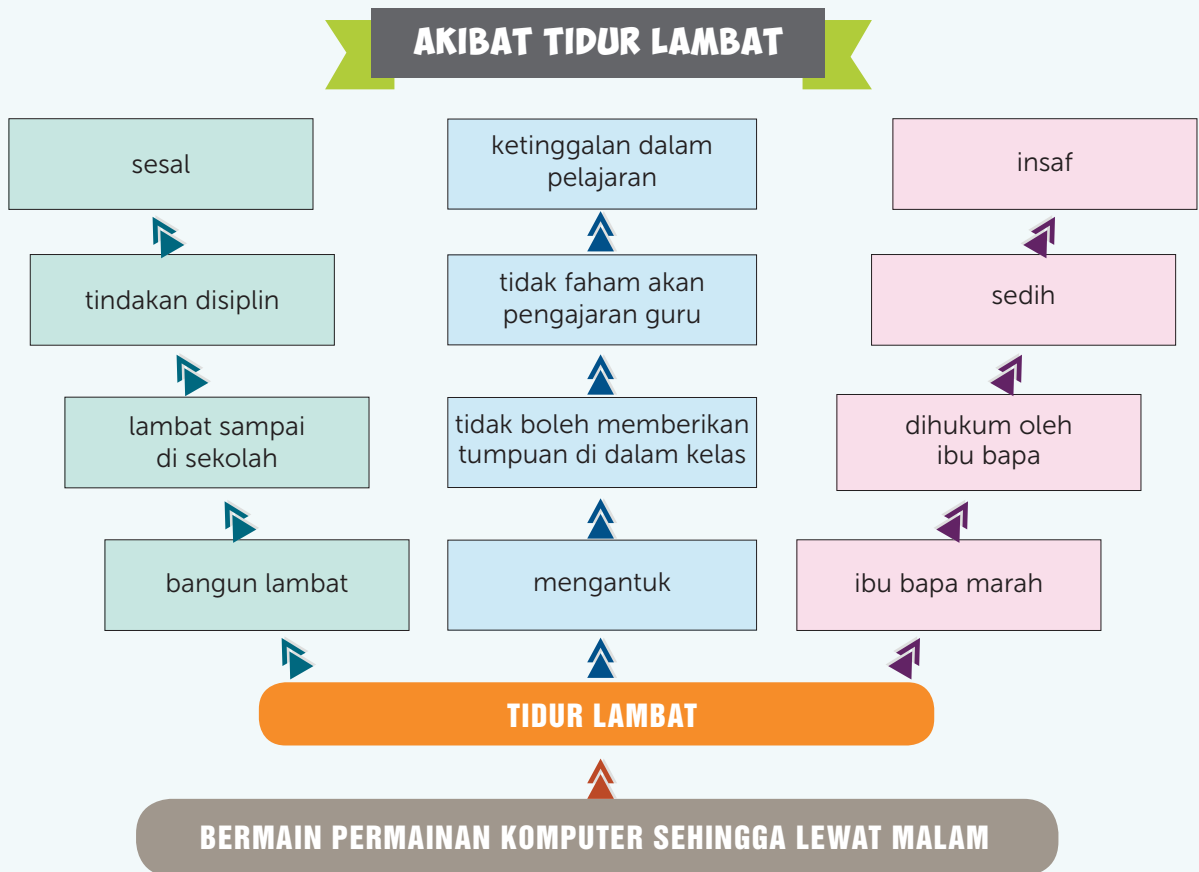 AKIBAT TIDUR LAMBAT
sesal
ketinggalan dalam
pelajaran
insaf
tindakan disiplin
tidak faham akan
pengajaran guru
sedih
lambat sampai
di sekolah
tidak boleh memberikan
tumpuan di dalam kelas
dihukum oleh
ibu bapa
bangun lambat
mengantuk
ibu bapa marah
TIDUR LAMBAT
BERMAIN PERMAINAN KOMPUTER SEHINGGA LEWAT MALAM